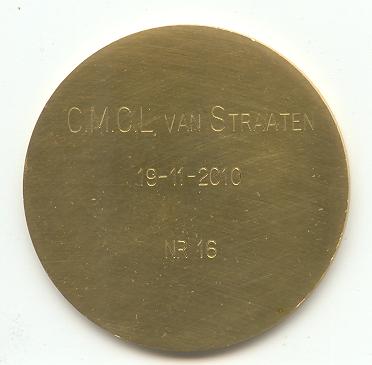 C.M.C.L. VAN STRAATEN
19-11-2010
NR 16